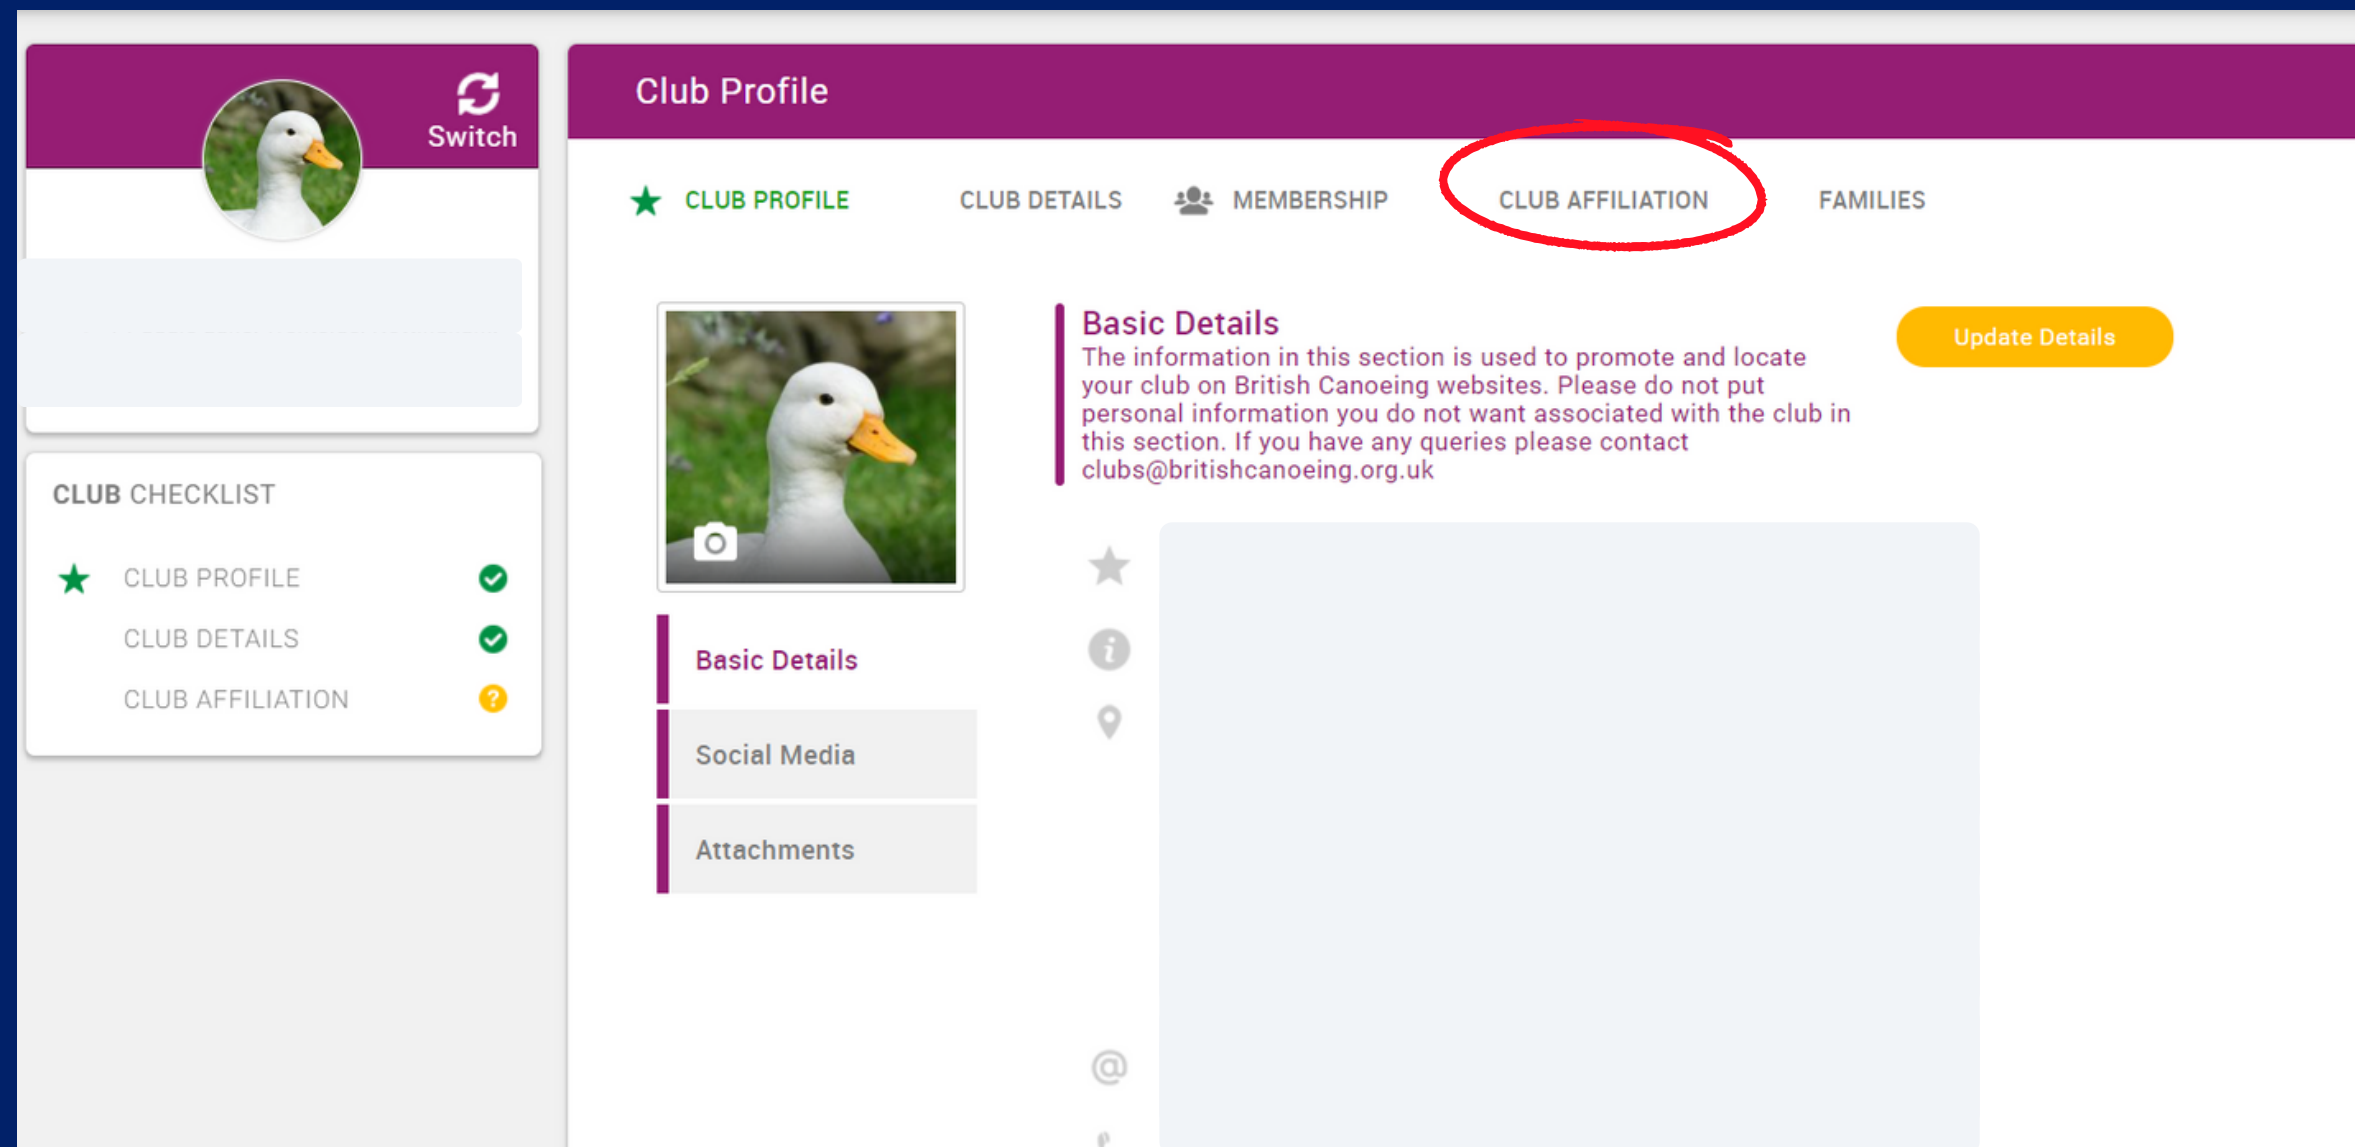 Switch
Club Profile
CLUB PROFILE
CLUB DETAILS
MEMBERSHIP
CLUB AFFILIATION
FAMILIES
CLUB CHECKLIST
CLUB PROFILE
CLUB DETAILS
CLUB AFFILIATION
?
Basic Details
Social Media
Attachments
Basic Details
The information in this section is used to promote and locate
your club on British Canoeing websites. Please do not put
personal information you do not want associated with the club in
this section. If you have any queries please contact
clubs@britishcanoeing.org.uk
Update Details
i
@